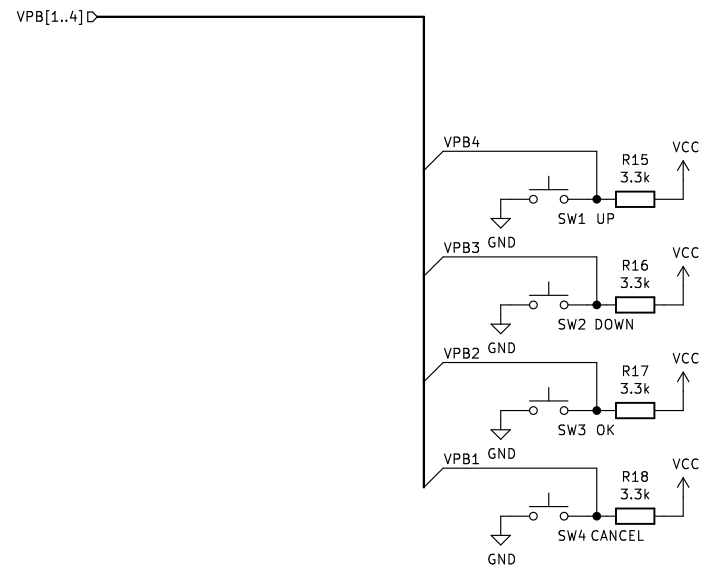 VPB[1..4]
VPB4
R15
3.3k
VCC
SW1 UP
GND
VPB3
R16
3.3k
VCC
SW2 DOWN
GND
VPB2
R17
3.3k
VCC
SW3 OK
GND
VPB1
R18
3.3k
VCC
SW4 CANCEL
GND